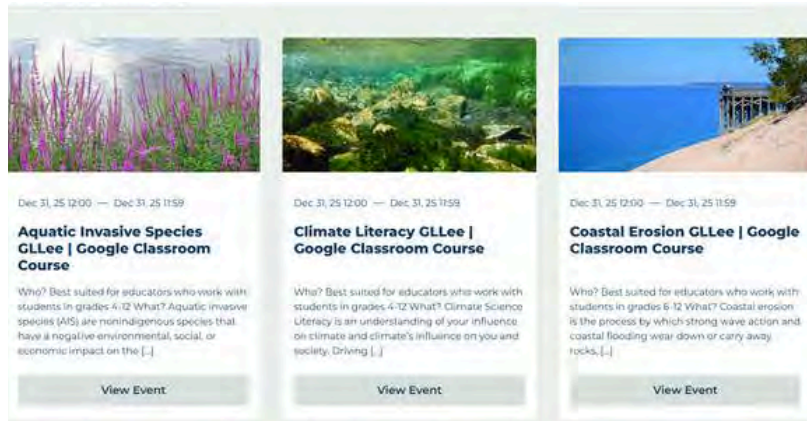 Dec 31, 25 12:00 — Dec 31, 25 11:59
Aquatic Invasive Species
GLLee | Google Classroom
Course
Who? Best suited for educators who work with
students in grades 4-12 What? Aquatic invasive
species (AIS) are nonindigenous species that
have a negative environmental, social, or
economic impact on the [...]
View Event
Dec 31, 25 12:00 — Dec 31, 25 11:59
Climate Literacy GLLee |
Google Classroom Course
Who? Best suited for educators who work with
students in grades 4-12 What? Climate Science
Literacy is an understanding of your influence
on climate and climate's influence on you and
society. Driving [...]
View Event
Dec 31, 25 12:00 — Dec 31, 25 11:59
Coastal Erosion GLLee | Google
Classroom Course
Who? Best suited for educators who work with
students in grades 6-12 What? Coastal erosion
is the process by which strong wave action and
coastal flooding wear down or carry away
rocks, [...]
View Event